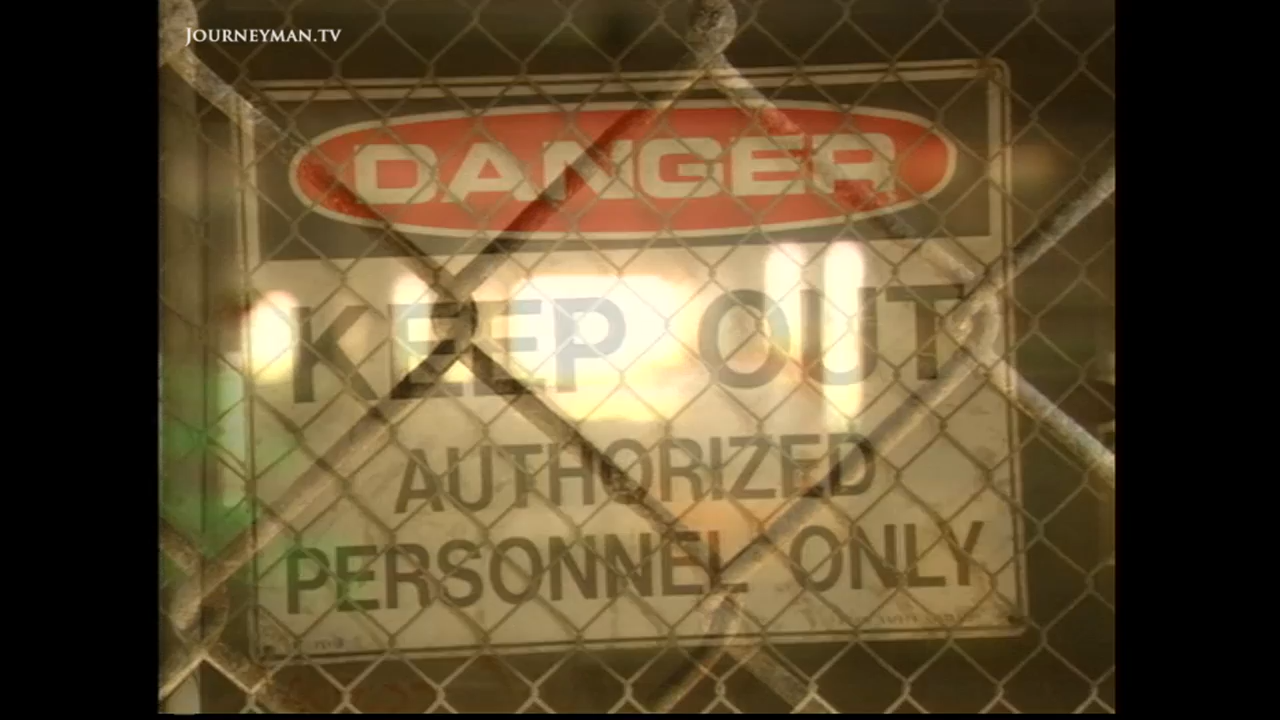 JOURNEYMAN.TV
DANGER
KEEP OUT
AUTHORIZED
PERSONNEL ONLY